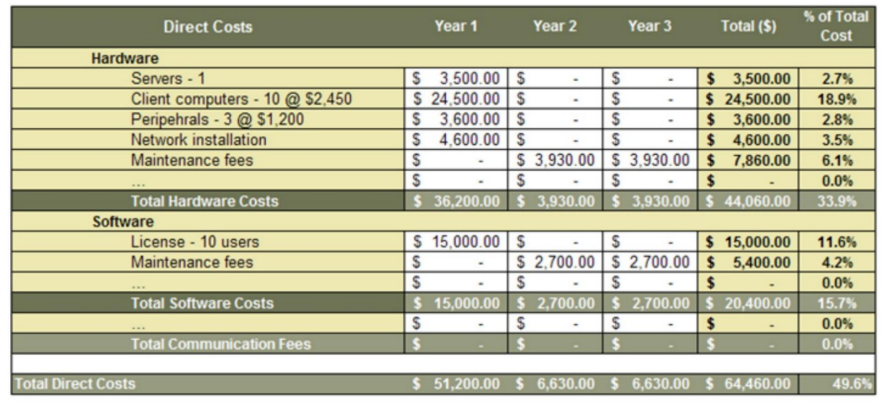 Direct Costs Year 1 Year 2 Year 3 Total ($) % of Total Cost
Hardware
Servers - 1 $ 3,500.00 $ - $ - $ 3,500.00 2.7%
Client computers - 10 @ $2,450 $ 24,500.00 $ - $ - $ 24,500.00 18.9%
Peripehrals - 3 @ $1,200 $ 3,600.00 $ - $ - $ 3,600.00 2.8%
Network installation $ 4,600.00 $ - $ - $ 4,600.00 3.5%
Maintenance fees $ - $ 3,930.00 $ 3,930.00 $ 7,860.00 6.1%
... $ - $ - $ - $ - 0.0%
Total Hardware Costs $ 36,200.00 $ 3,930.00 $ 3,930.00 $ 44,060.00 33.9%
Software
License - 10 users $ 15,000.00 $ - $ - $ 15,000.00 11.6%
Maintenance fees $ - $ 2,700.00 $ 2,700.00 $ 5,400.00 4.2%
... $ - $ - $ - $ - 0.0%
Total Software Costs $ 15,000.00 $ 2,700.00 $ 2,700.00 $ 20,400.00 15.7%
... $ - $ - $ - $ - 0.0%
Total Communication Fees $ - $ - $ - $ - 0.0%
Total Direct Costs $ 51,200.00 $ 6,630.00 $ 6,630.00 $ 64,460.00 49.6%